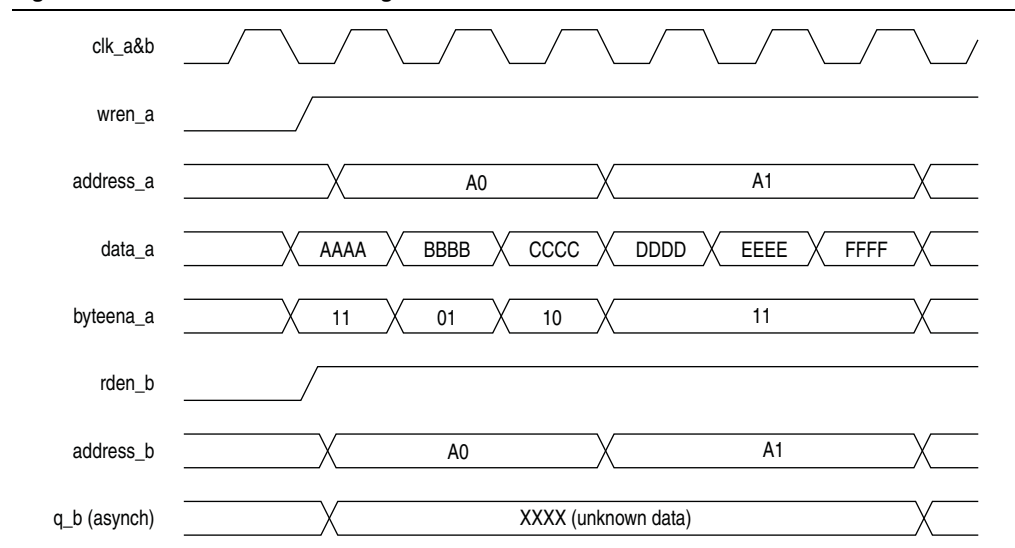 clk_a&b
wren_a
address_a A0 A1
data_a AAAA BBBB CCCC DDDD EEEE FFFF
byteena_a 11 01 10 11
rden_b
address_b A0 A1
q_b (asynch) XXXX (unknown data)